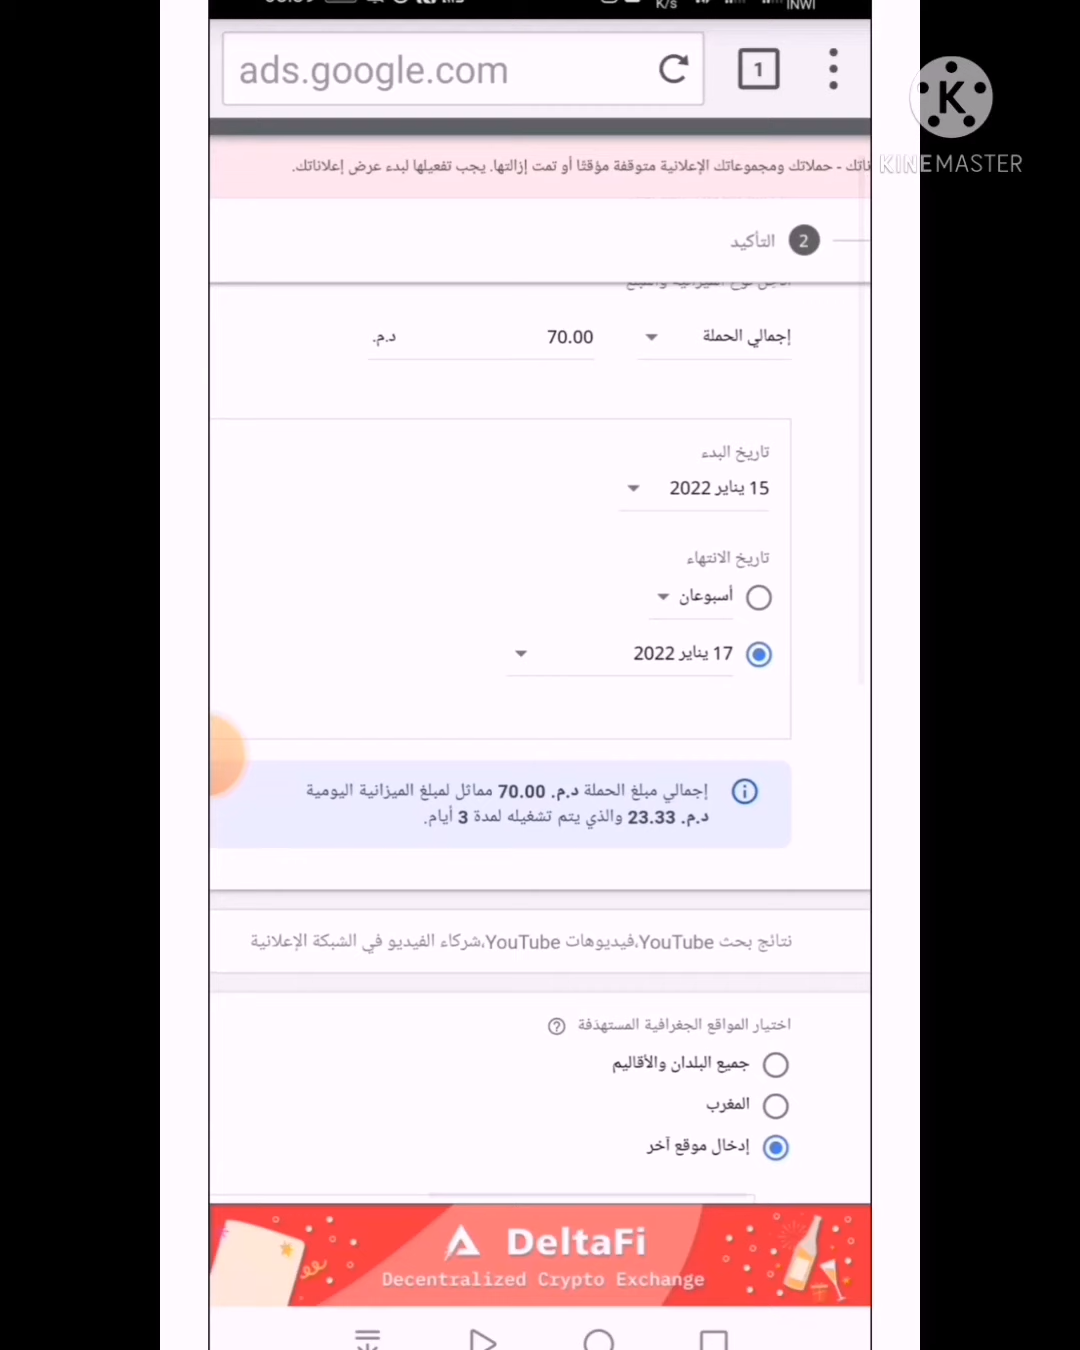 K/s
INWI
ads.google.com
1
K
KINEMASTER
حملاتك ومجموعاتك الإعلانية متوقفة مؤقتًا أو تمت إزالتها. يجب تفعيلها لبدء عرض إعلاناتك.
2 التأكيد
إجمالي الحملة 70.00 د.م.
تاريخ البدء
15 يناير 2022
تاريخ الانتهاء
أسبوعان
17 يناير 2022
إجمالي مبلغ الحملة د.م. 70.00 مماثل لمبلغ الميزانية اليومية
د.م. 23.33 والذي يتم تشغيله لمدة 3 أيام.
نتائج بحث YouTube،فيديوهات YouTube،شركاء الفيديو في الشبكة الإعلانية
اختيار المواقع الجغرافية المستهدَفة
جميع البلدان والأقاليم
المغرب
إدخال موقع آخر
DeltaFi
Decentralized Crypto Exchange